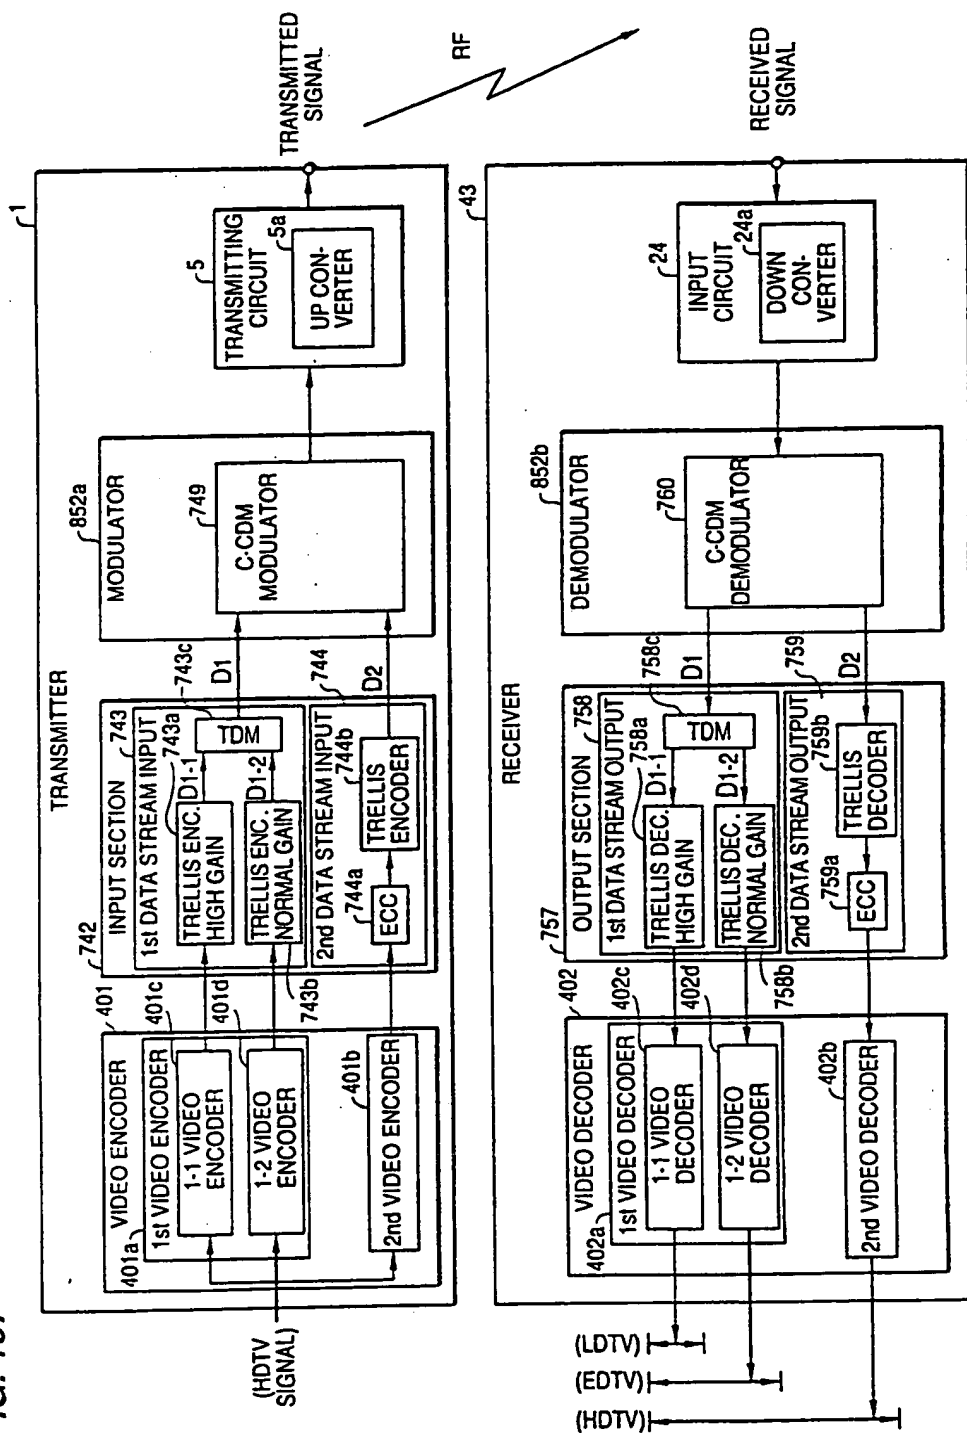 TRANSMITTER
1
(HDTV
SIGNAL)
401
VIDEO ENCODER
401a
1st VIDEO ENCODER
401c
1-1 VIDEO
ENCODER
401d
1-2 VIDEO
ENCODER
401b
2nd VIDEO ENCODER
742
INPUT SECTION
743
1st DATA STREAM INPUT
743a
TRELLIS ENC.
HIGH GAIN
D1-1
TRELLIS ENC.
NORMAL GAIN
743b
D1-2
743c
TDM
D1
744
2nd DATA STREAM INPUT
744a
ECC
744b
TRELLIS
ENCODER
D2
852a
MODULATOR
749
C-CDM
MODULATOR
5
TRANSMITTING
CIRCUIT
5a
UP CON-
VERTER
TRANSMITTED
SIGNAL
RF
RECEIVED
SIGNAL
RECEIVER
43
24
INPUT
CIRCUIT
24a
DOWN
CON-
VERTER
852b
DEMODULATOR
760
C-CDM
DEMODULATOR
D1
D2
757
OUTPUT SECTION
758
1st DATA STREAM OUTPUT
758c
TDM
758a
D1-1
TRELLIS DEC.
HIGH GAIN
D1-2
TRELLIS DEC.
NORMAL GAIN
758b
759
2nd DATA STREAM OUTPUT
759b
TRELLIS
DECODER
759a
ECC
402
VIDEO DECODER
402a
1st VIDEO DECODER
402c
1-1 VIDEO
DECODER
402d
1-2 VIDEO
DECODER
402b
2nd VIDEO DECODER
(LDTV)
(EDTV)
(HDTV)